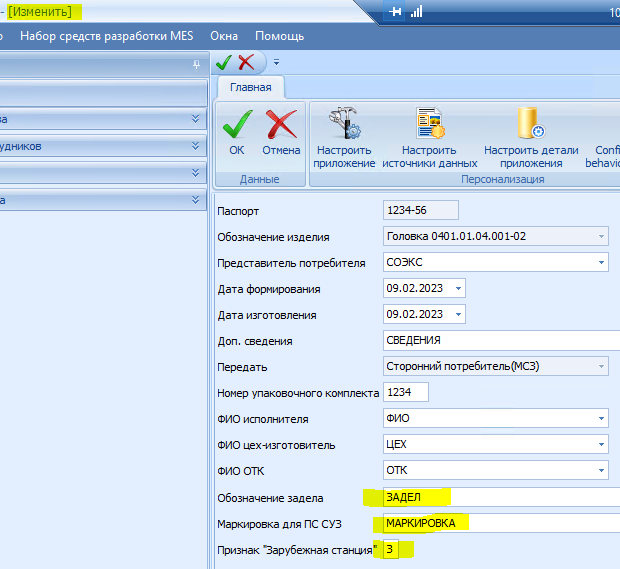 - [Изменить]
10
Набор средств разработки MES Окна Помощь
Главная
ва
удников
а
ОК Отмена Настроить приложение Настроить источники данных Настроить детали приложения Confi behavio
Данные Персонализация
Паспорт 1234-56
Обозначение изделия Головка 0401.01.04.001-02
Представитель потребителя СОЭКС
Дата формирования 09.02.2023
Дата изготовления 09.02.2023
Доп. сведения СВЕДЕНИЯ
Передать Сторонний потребитель(МСЗ)
Номер упаковочного комплекта 1234
ФИО исполнителя ФИО
ФИО цех-изготовитель ЦЕХ
ФИО ОТК ОТК
Обозначение задела ЗАДЕЛ
Маркировка для ПС СУЗ МАРКИРОВКА
Признак "Зарубежная станция" З